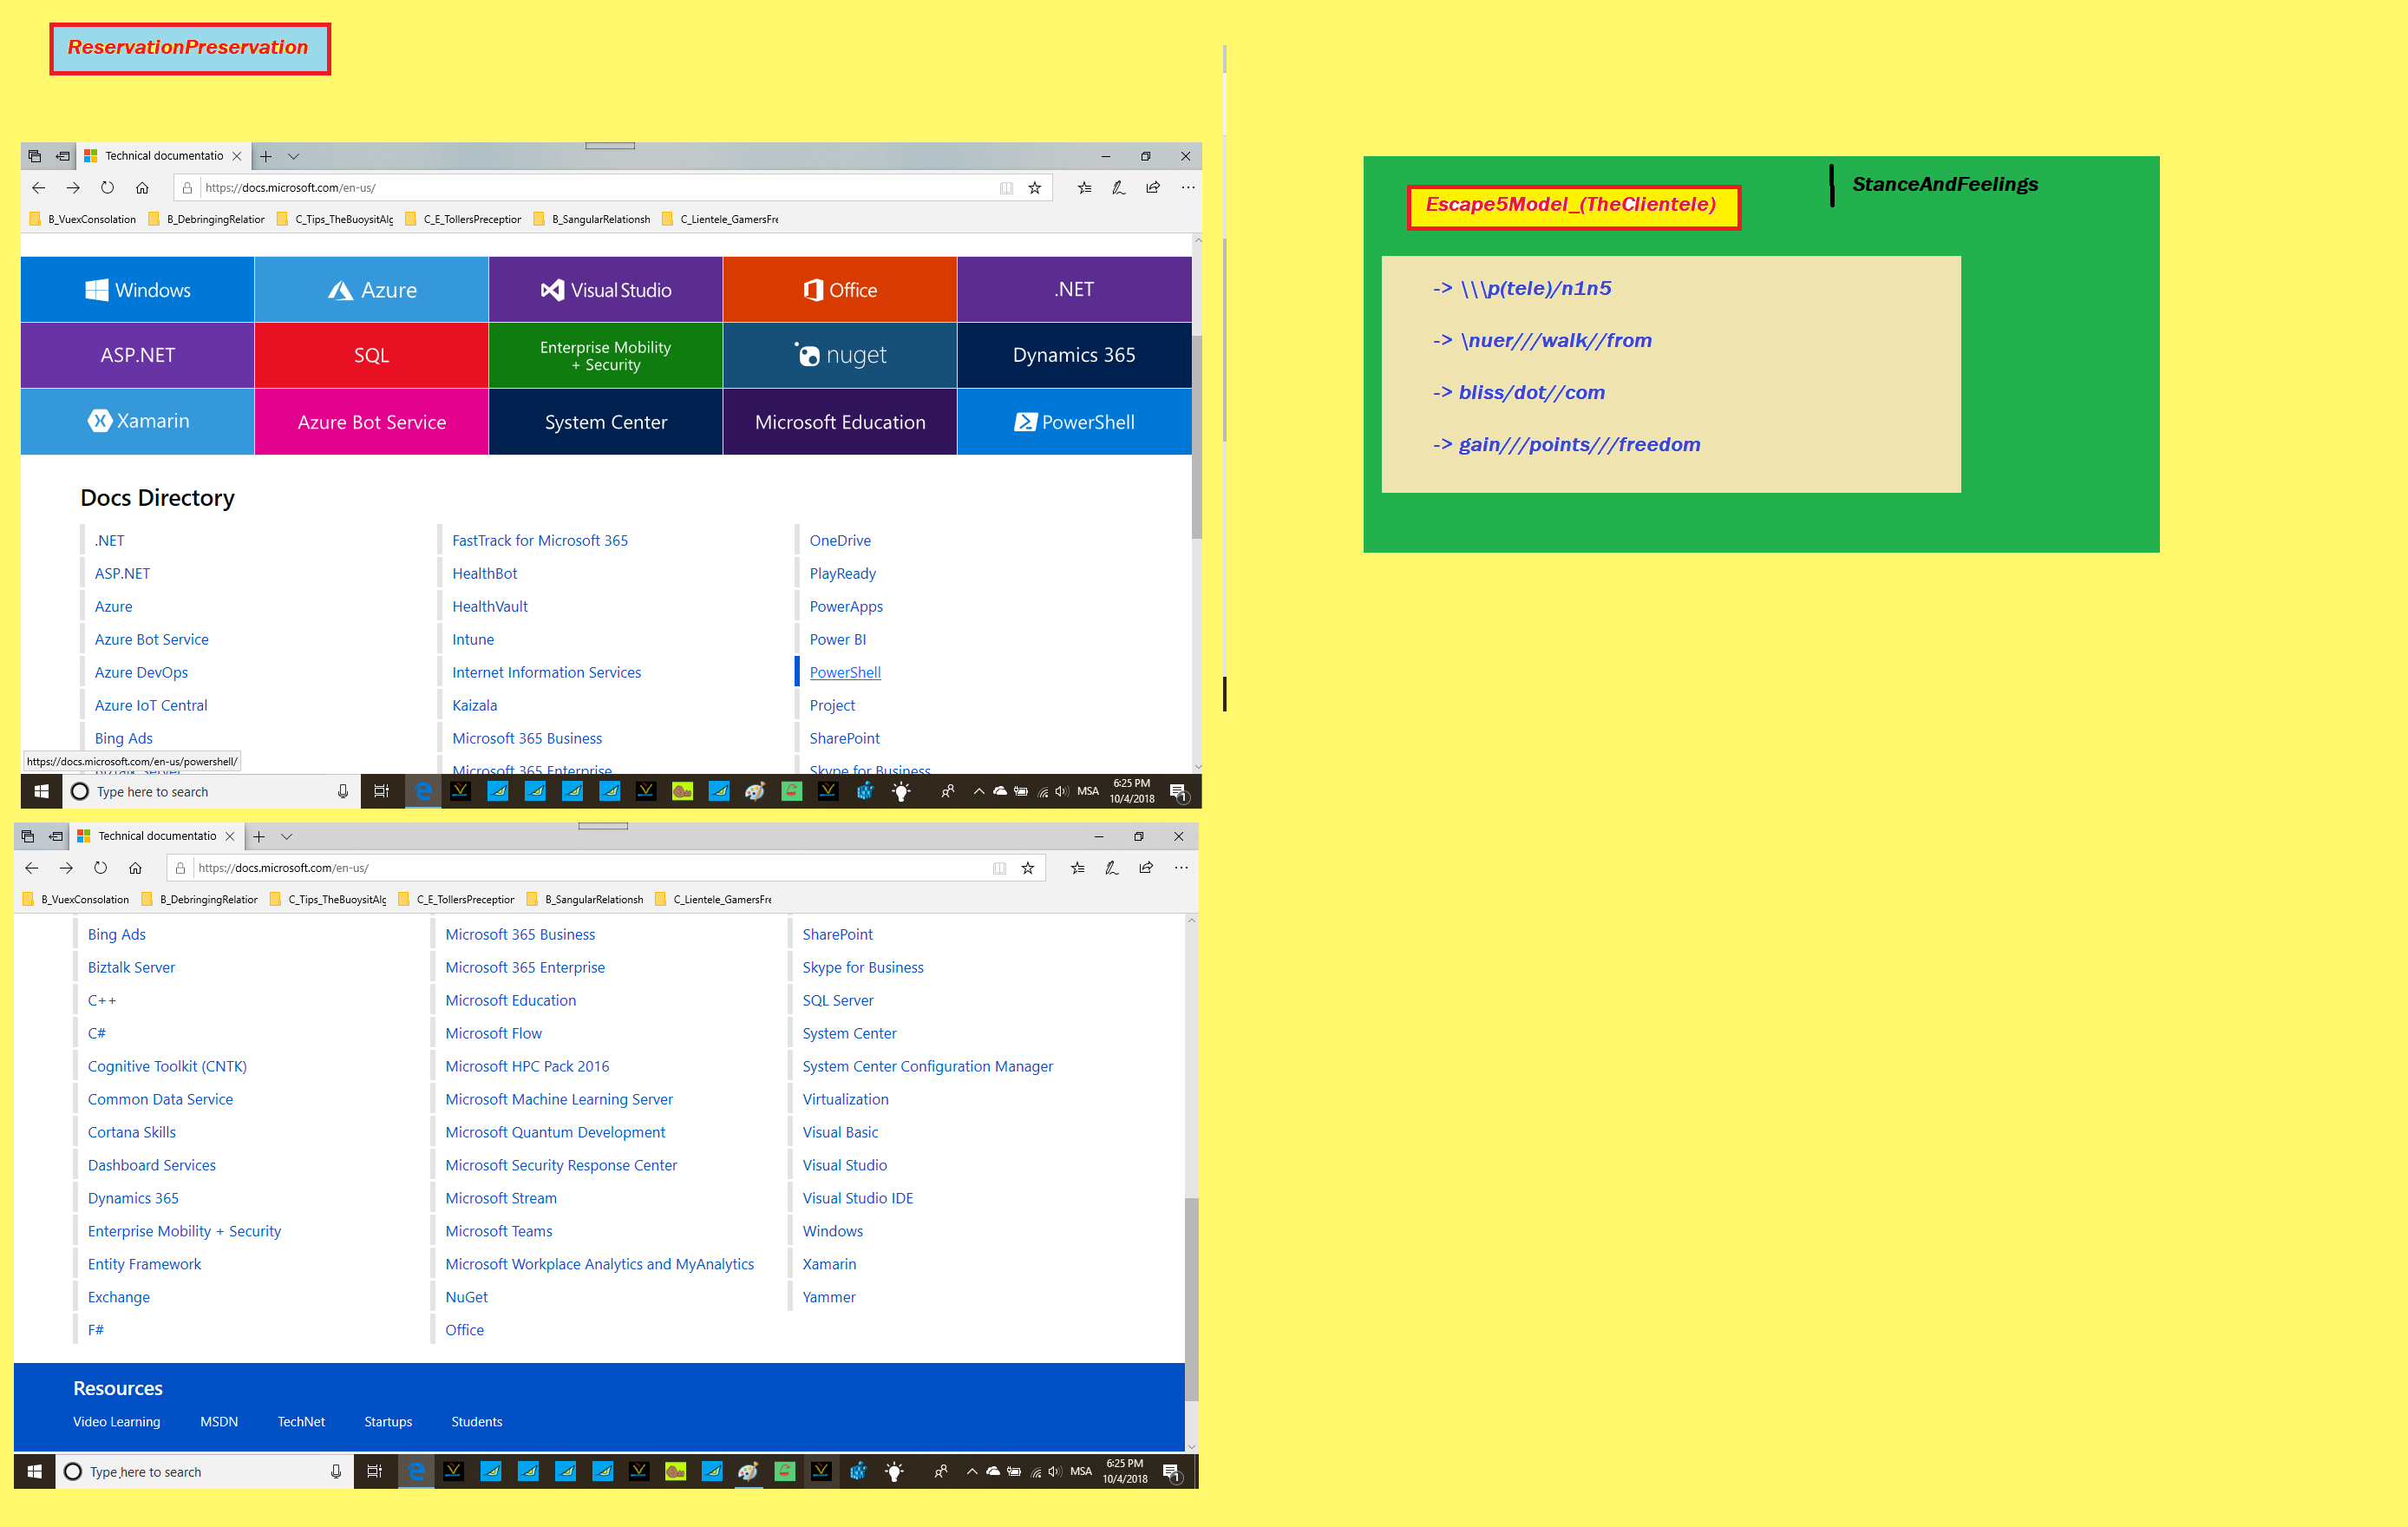 ReservationPreservation
Technical documentatio
https://docs.microsoft.com/en-us/
B_VuexConsolation B_DebringingRelatior C_Tips_TheBuoysitAlg C_E_TollersPreceptior B_SangularRelationsh C_Lientele_GamersFre
Windows Azure Visual Studio Office .NET
ASP.NET SQL Enterprise Mobility + Security nuget Dynamics 365
Xamarin Azure Bot Service System Center Microsoft Education PowerShell
Docs Directory
.NET FastTrack for Microsoft 365 OneDrive
ASP.NET HealthBot PlayReady
Azure HealthVault PowerApps
Azure Bot Service Intune Power BI
Azure DevOps Internet Information Services PowerShell
Azure IoT Central Kaizala Project
Bing Ads Microsoft 365 Business SharePoint
https://docs.microsoft.com/en-us/powershell/
Biztalk Server Microsoft 365 Enterprise Skype for Business
Type here to search MSA 6:25 PM
10/4/2018 1
Technical documentatio
https://docs.microsoft.com/en-us/
B_VuexConsolation B_DebringingRelatior C_Tips_TheBuoysitAlg C_E_TollersPreceptior B_SangularRelationsh C_Lientele_GamersFre
Bing Ads Microsoft 365 Business SharePoint
Biztalk Server Microsoft 365 Enterprise Skype for Business
C++ Microsoft Education SQL Server
C# Microsoft Flow System Center
Cognitive Toolkit (CNTK) Microsoft HPC Pack 2016 System Center Configuration Manager
Common Data Service Microsoft Machine Learning Server Virtualization
Cortana Skills Microsoft Quantum Development Visual Basic
Dashboard Services Microsoft Security Response Center Visual Studio
Dynamics 365 Microsoft Stream Visual Studio IDE
Enterprise Mobility + Security Microsoft Teams Windows
Entity Framework Microsoft Workplace Analytics and MyAnalytics Xamarin
Exchange NuGet Yammer
F# Office
Resources
Video Learning MSDN TechNet Startups Students
Type here to search MSA 6:25 PM
10/4/2018 1
StanceAndFeelings
Escape5Model_(TheClientele)
-> \\\p(tele)/n1n5
-> \nuer///walk//from
-> bliss/dot//com
-> gain///points///freedom